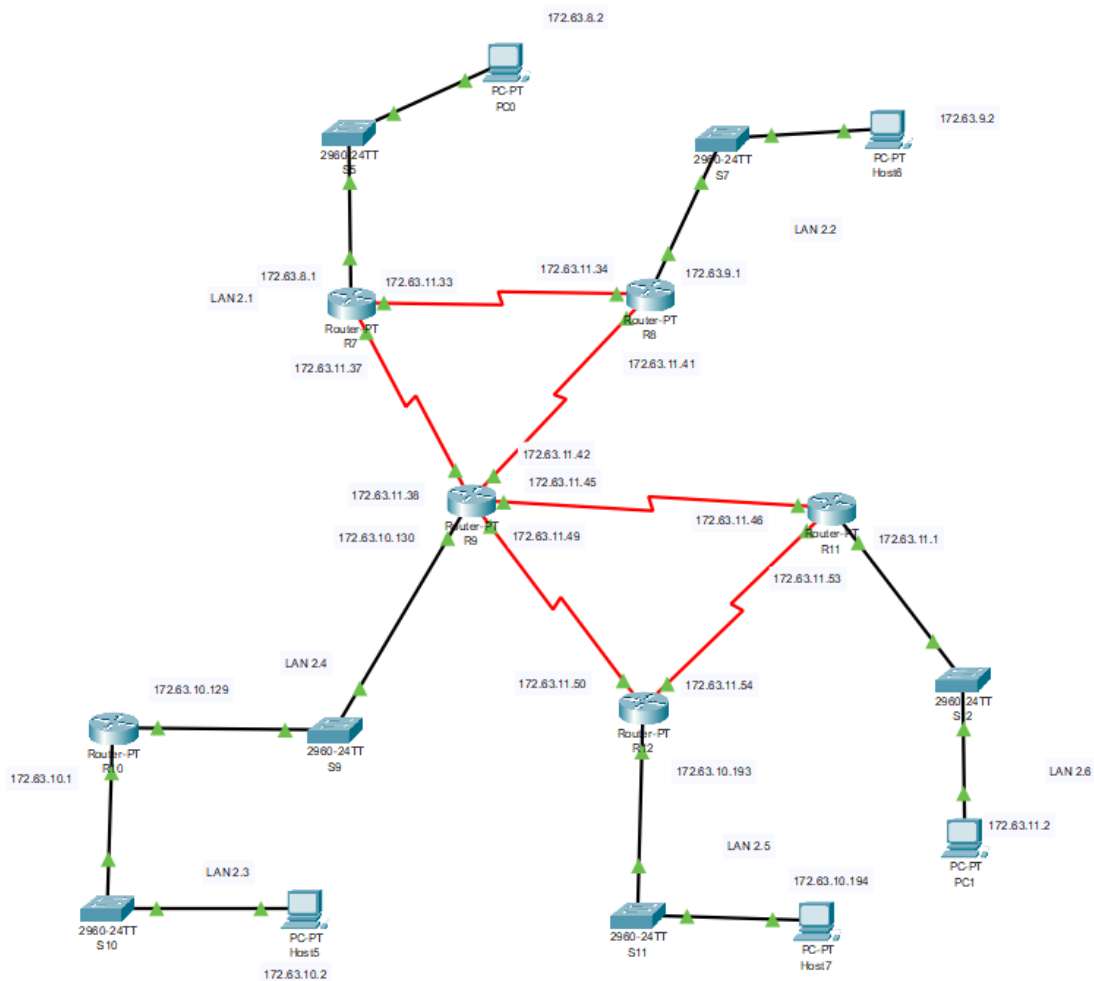 172.63.8.2
PC-PT
PC0
2960-24TT
S5
172.63.9.2
PC-PT
Host6
2960-24TT
S7
LAN 2.2
172.63.8.1
LAN 2.1
172.63.11.33
172.63.11.34
172.63.9.1
Router-PT
R7
Router-PT
R8
172.63.11.37
172.63.11.41
172.63.11.42
172.63.11.45
172.63.11.38
172.63.10.130
Router-PT
R9
172.63.11.49
172.63.11.46
Router-PT
R11
172.63.11.1
172.63.11.53
LAN 2.4
172.63.10.129
172.63.11.50
172.63.11.54
2960-24TT
S12
Router-PT
R10
2960-24TT
S9
Router-PT
R12
172.63.10.1
172.63.10.193
LAN 2.6
172.63.11.2
PC-PT
PC1
LAN 2.3
LAN 2.5
172.63.10.194
2960-24TT
S10
PC-PT
Host5
172.63.10.2
2960-24TT
S11
PC-PT
Host7